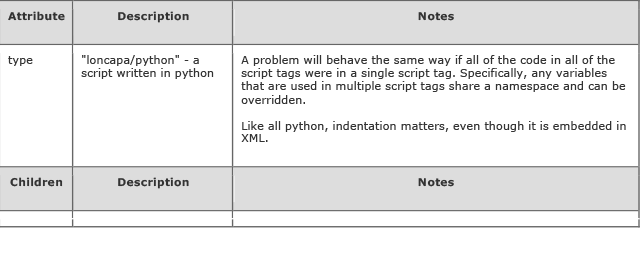 Attribute Description Notes
type "loncapa/python" - a A problem will behave the same way if all of the code in all of the
script written in python script tags were in a single script tag. Specifically, any variables
that are used in multiple script tags share a namespace and can be
overridden.
Like all python, indentation matters, even though it is embedded in
XML.
Children Description Notes